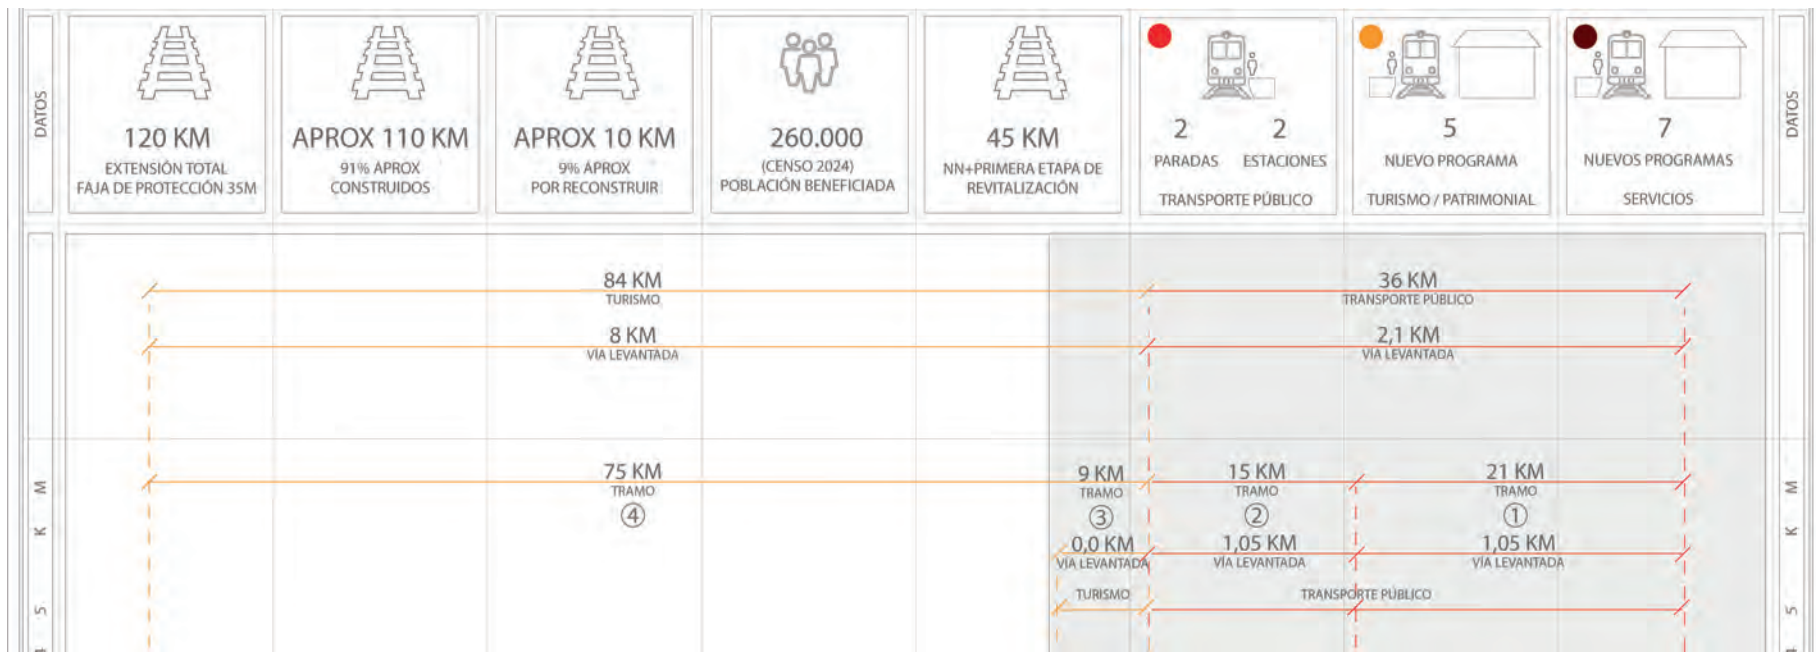 DATOS
120 KM
EXTENSIÓN TOTAL
FAJA DE PROTECCIÓN 35M
APROX 110 KM
91% APROX
CONSTRUIDOS
APROX 10 KM
9% APROX
POR RECONSTRUIR
260.000
(CENSO 2024)
POBLACIÓN BENEFICIADA
45 KM
NN+PRIMERA ETAPA DE
REVITALIZACIÓN
2 2
PARADAS ESTACIONES
TRANSPORTE PÚBLICO
5
NUEVO PROGRAMA
TURISMO / PATRIMONIAL
7
NUEVOS PROGRAMAS
SERVICIOS
DATOS
84 KM
TURISMO
36 KM
TRANSPORTE PÚBLICO
8 KM
VÍA LEVANTADA
2,1 KM
VÍA LEVANTADA
75 KM
TRAMO
④
9 KM
TRAMO
③
15 KM
TRAMO
②
21 KM
TRAMO
①
0,0 KM
VÍA LEVANTADA
1,05 KM
VÍA LEVANTADA
1,05 KM
VÍA LEVANTADA
TURISMO
TRANSPORTE PÚBLICO
4 5 K M
4 5 K M